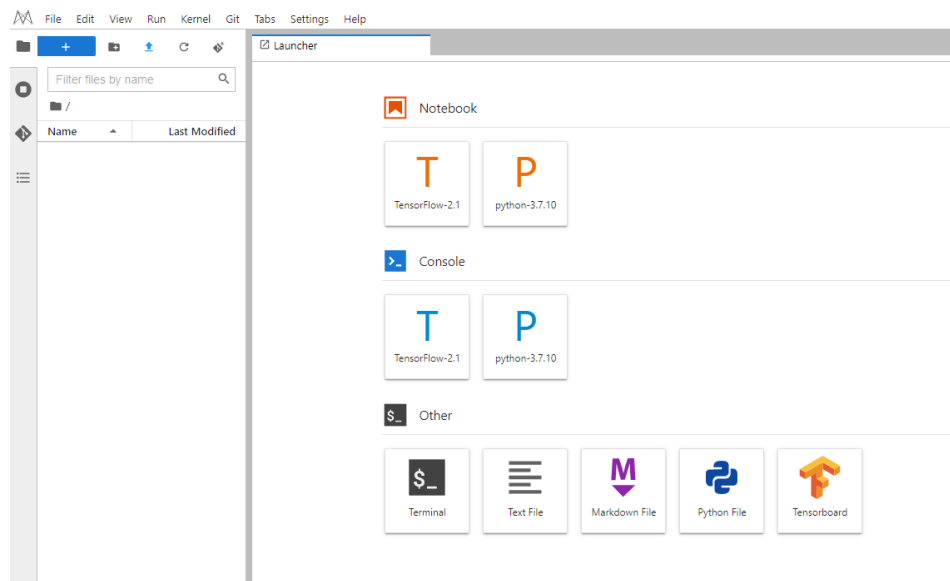 File Edit View Run Kernel Git Tabs Settings Help
+
Launcher
Filter files by name
/
Name Last Modified
Notebook
T P
TensorFlow-2.1 python-3.7.10
>_ Console
T P
TensorFlow-2.1 python-3.7.10
$_ Other
$_ M
Terminal Text File Markdown File Python File Tensorboard